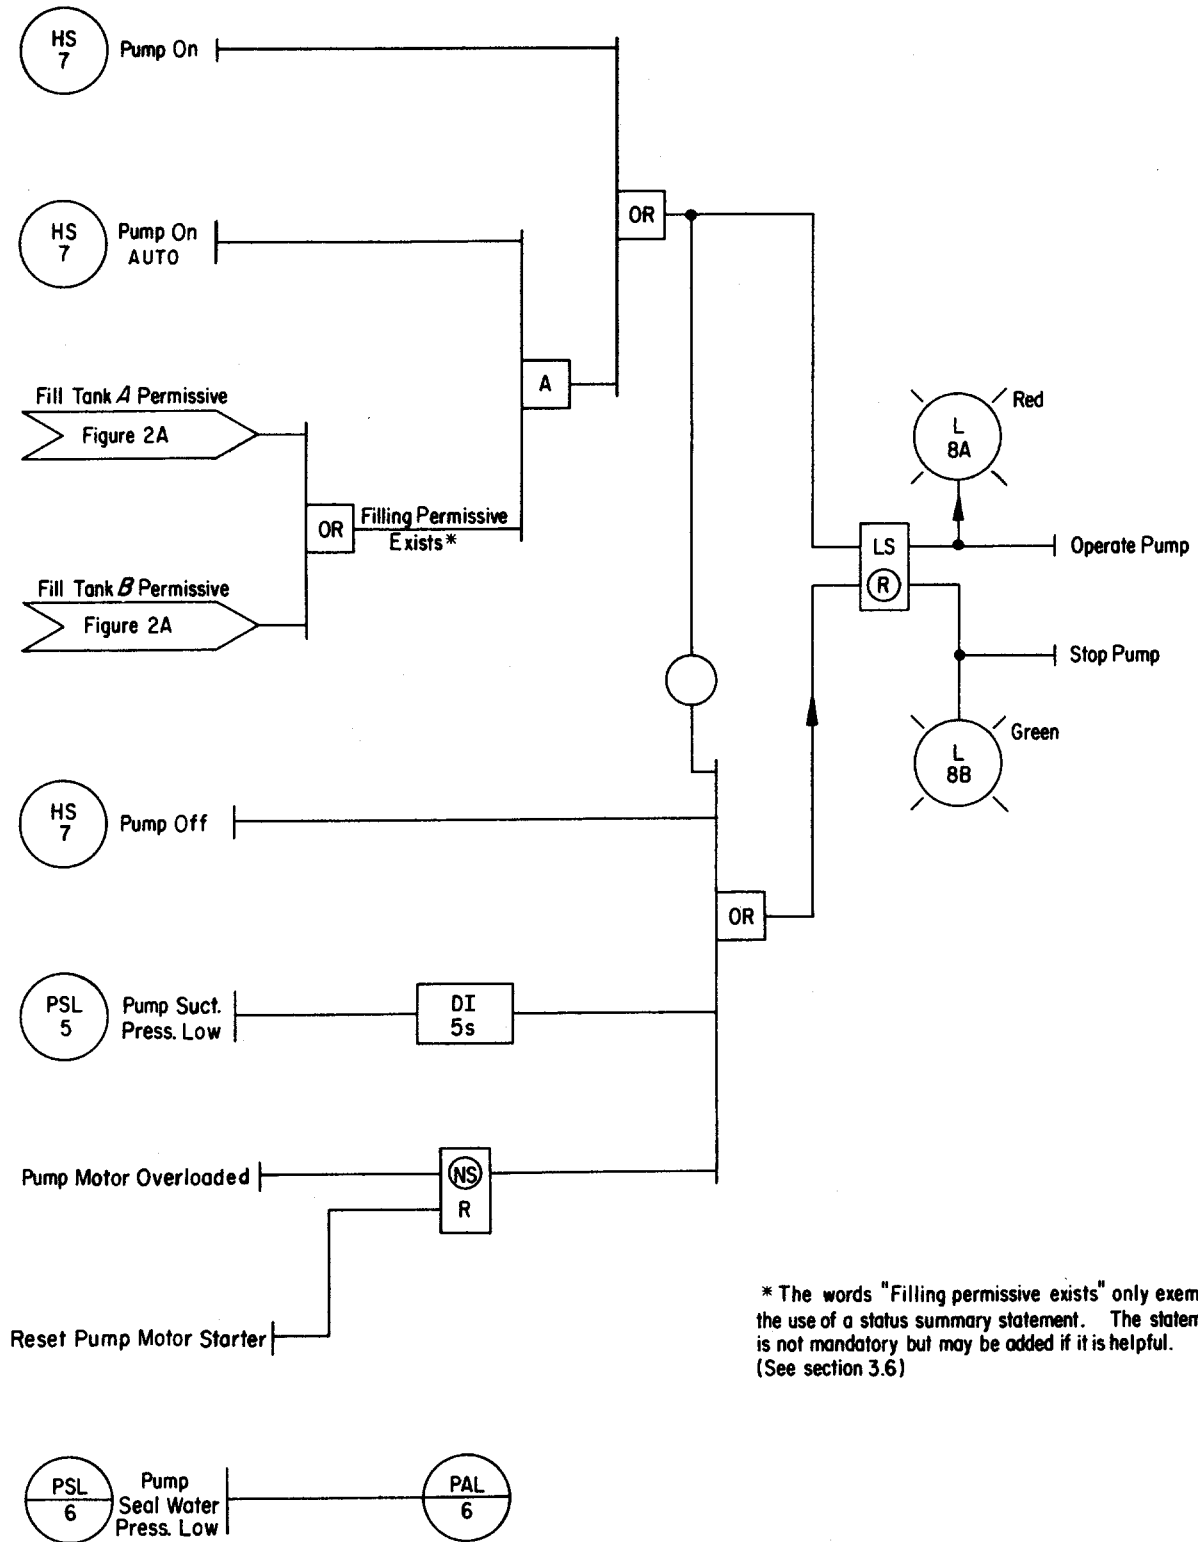 HS
7
Pump On
HS
7
Pump On
AUTO
OR
A
Fill Tank A Permissive
Figure 2A
OR
Filling Permissive
Exists*
Fill Tank B Permissive
Figure 2A
Red
L
8A
LS
R
Operate Pump
Stop Pump
Green
L
8B
HS
7
Pump Off
OR
PSL
5
Pump Suct.
Press. Low
DI
5s
Pump Motor Overloaded
NS
R
Reset Pump Motor Starter
* The words "Filling permissive exists" only exem
the use of a status summary statement. The statem
is not mandatory but may be added if it is helpful.
(See section 3.6)
PSL
6
Pump
Seal Water
Press. Low
PAL
6